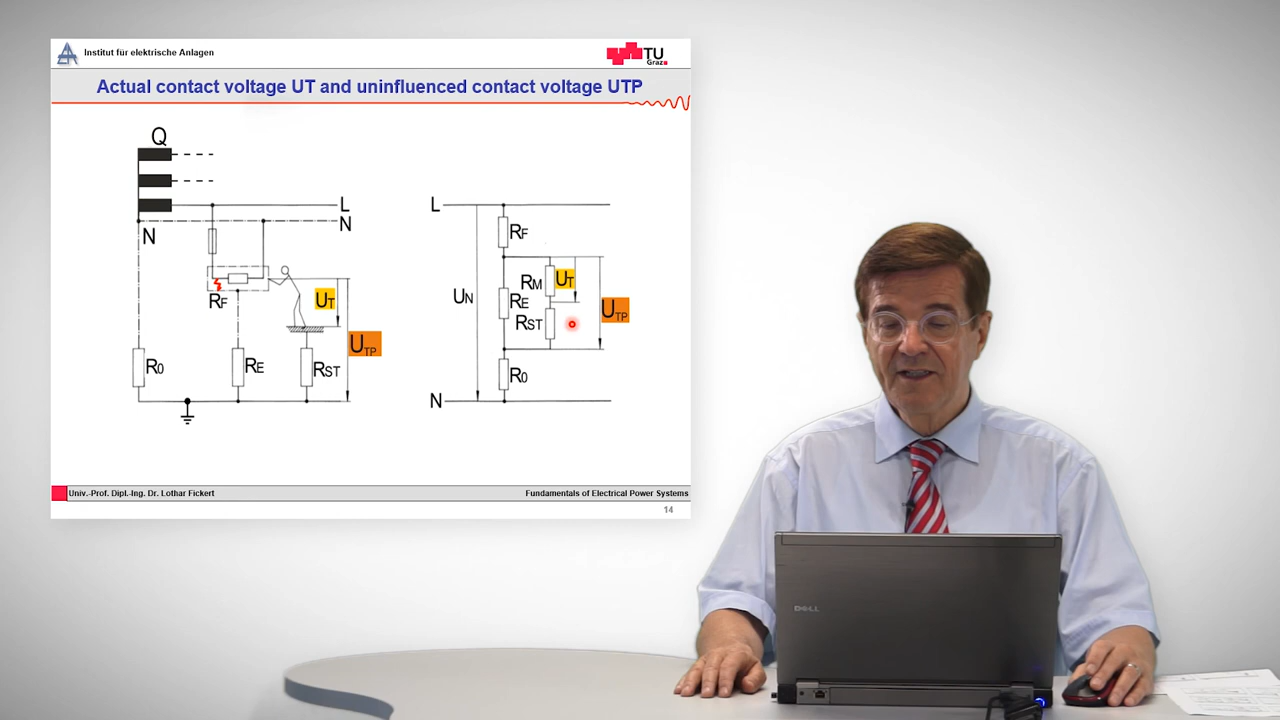 Institut für elektrische Anlagen
TU
Graz
Actual contact voltage UT and uninfluenced contact voltage UTP
Q
L
N
N
RF
UT
UTP
R0
RE
RST
L
RF
UN
RM
UT
RE
RST
UTP
R0
N
Univ.-Prof. Dipl.-Ing. Dr. Lothar Fickert
Fundamentals of Electrical Power Systems
14
DELL